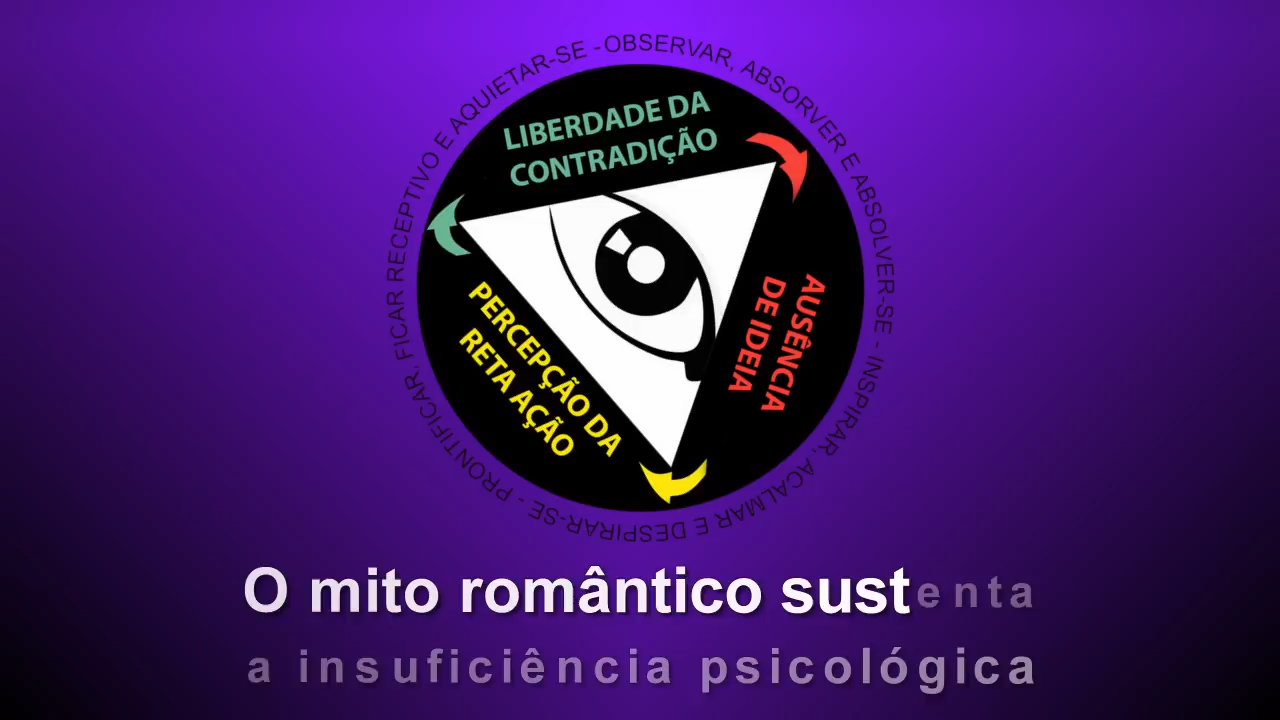 OBSERVAR, ABSORVER E ABSOLVER-SE - INSPIRAR, ACALMAR E DESPIRAR-SE - PRONTIFICAR, FICAR RECEPTIVO E AQUIETAR-SE -
LIBERDADE DA
CONTRADIÇÃO
AUSÊNCIA
DE IDEIA
PERCEPÇÃO DA
RETA AÇÃO
O mito romântico sustenta
a insuficiência psicológica